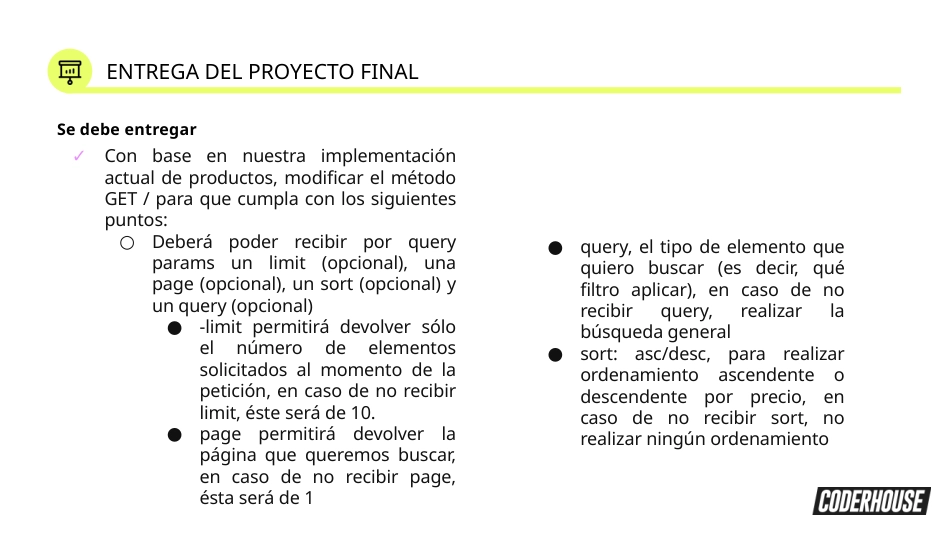 ENTREGA DEL PROYECTO FINAL
Se debe entregar
✓ Con base en nuestra implementación
actual de productos, modificar el método
GET / para que cumpla con los siguientes
puntos:
○ Deberá poder recibir por query
params un limit (opcional), una
page (opcional), un sort (opcional) y
un query (opcional)
● -limit permitirá devolver sólo
el número de elementos
solicitados al momento de la
petición, en caso de no recibir
limit, éste será de 10.
● page permitirá devolver la
página que queremos buscar,
en caso de no recibir page,
ésta será de 1
● query, el tipo de elemento que
quiero buscar (es decir, qué
filtro aplicar), en caso de no
recibir query, realizar la
búsqueda general
● sort: asc/desc, para realizar
ordenamiento ascendente o
descendente por precio, en
caso de no recibir sort, no
realizar ningún ordenamiento
CODERHOUSE